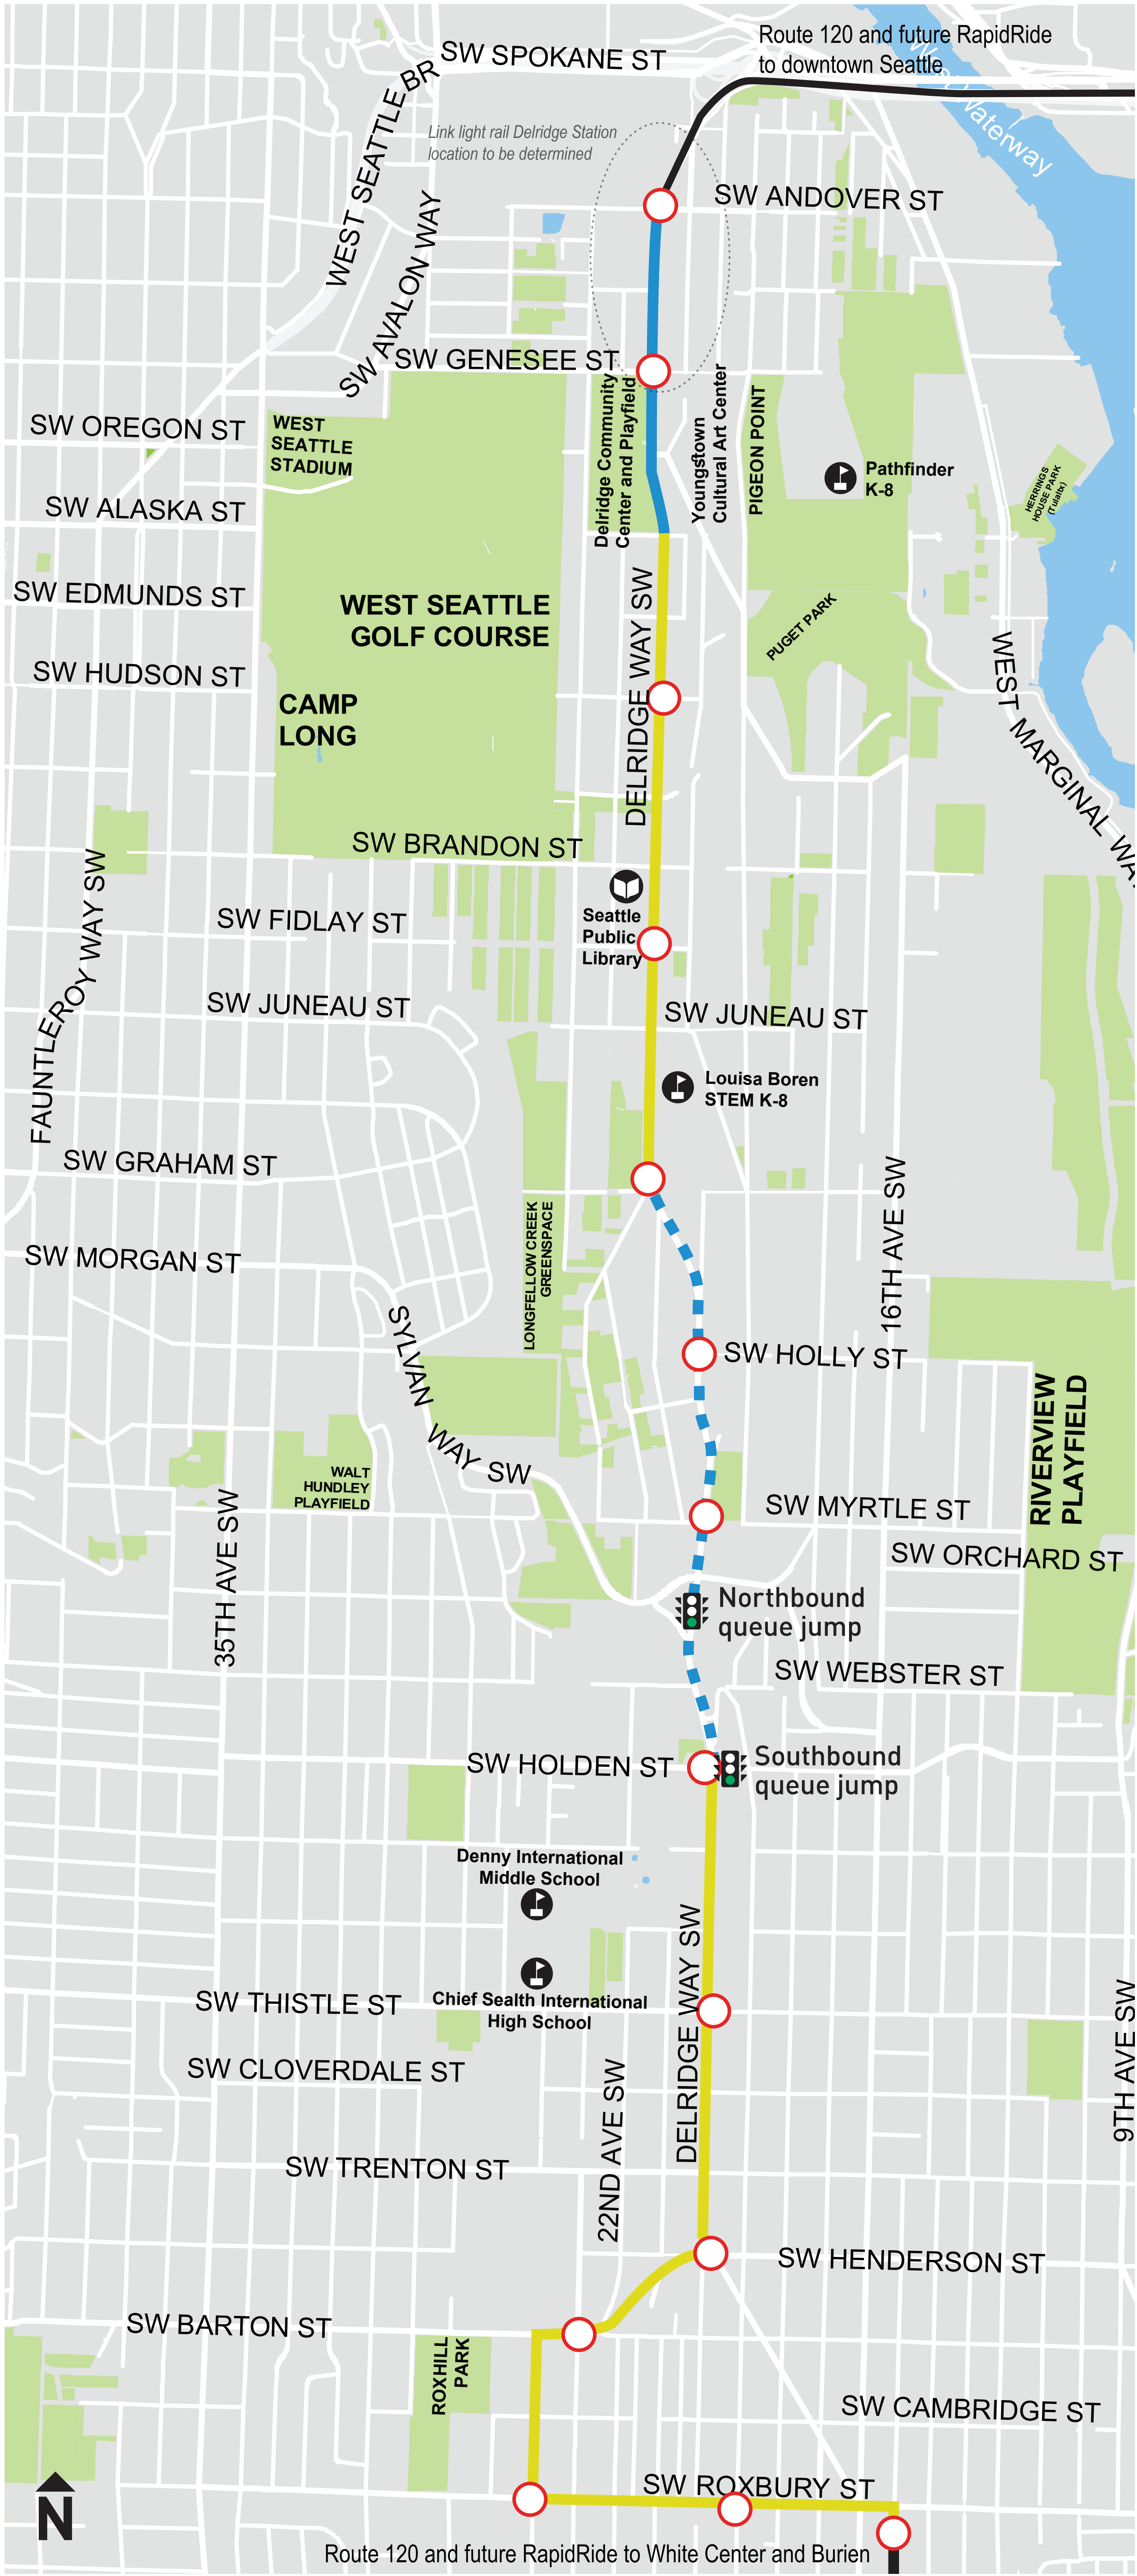 Route 120 and future RapidRide
to downtown Seattle
SW SPOKANE ST
WEST SEATTLE BR
Waterway
Link light rail Delridge Station
location to be determined
SW ANDOVER ST
SW AVALON WAY
SW GENESEE ST
Delridge Community
Center and Playfield
Youngstown
Cultural Art Center
PIGEON POINT
SW OREGON ST
WEST
SEATTLE
STADIUM
Pathfinder
K-8
HERRINGS
HOUSE PARK
(Tulaltx)
SW ALASKA ST
SW EDMUNDS ST
WEST SEATTLE
GOLF COURSE
DELRIDGE WAY SW
PUGET PARK
SW HUDSON ST
CAMP
LONG
WEST MARGINAL WAY
SW BRANDON ST
FAUNTLEROY WAY SW
Seattle
Public
Library
SW FIDLAY ST
SW JUNEAU ST
SW JUNEAU ST
Louisa Boren
STEM K-8
SW GRAHAM ST
LONGFELLOW CREEK
GREENSPACE
16TH AVE SW
SW MORGAN ST
SYLVAN WAY SW
SW HOLLY ST
RIVERVIEW
PLAYFIELD
WALT
HUNDLEY
PLAYFIELD
35TH AVE SW
SW MYRTLE ST
SW ORCHARD ST
Northbound
queue jump
SW WEBSTER ST
SW HOLDEN ST
Southbound
queue jump
Denny International
Middle School
DELRIDGE WAY SW
SW THISTLE ST
Chief Sealth International
High School
9TH AVE SW
SW CLOVERDALE ST
22ND AVE SW
SW TRENTON ST
SW HENDERSON ST
SW BARTON ST
ROXHILL
PARK
SW CAMBRIDGE ST
SW ROXBURY ST
N
Route 120 and future RapidRide to White Center and Burien